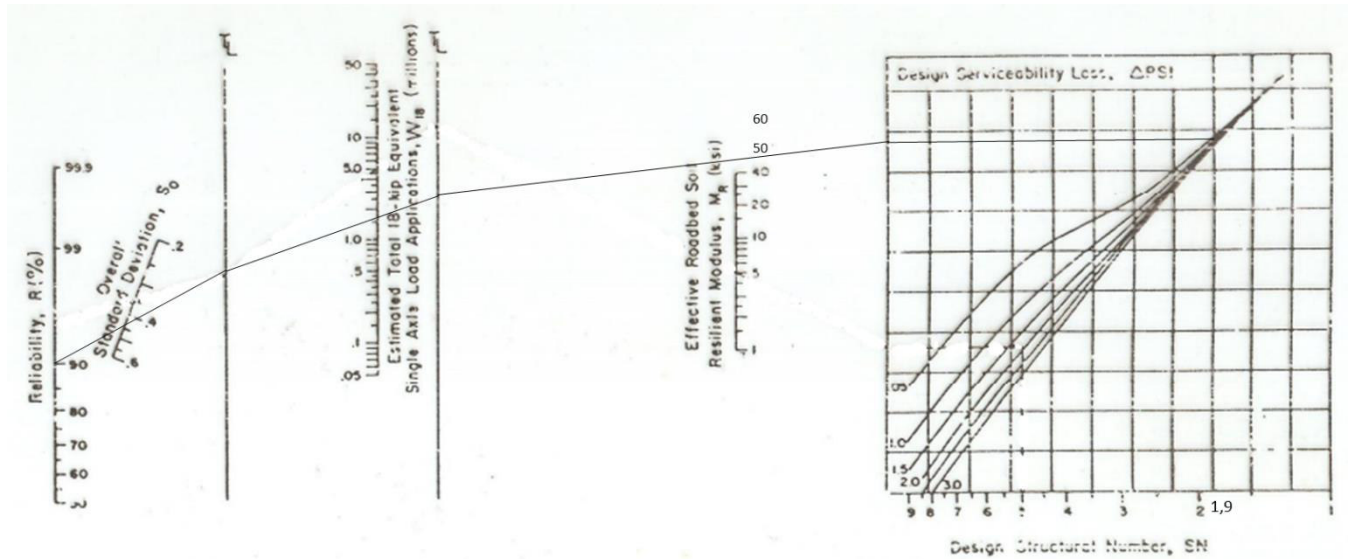 Reliability, R (%)
99.9
99
90
80
70
60
Overall
Standard Deviation, So
.2
.4
.6
TL
Estimated Total 18-kip Equivalent
Single Axle Load Applications, W18 (millions)
50
10
5.0
1.0
.5
.1
.05
TL
Effective Roadbed Soil
Resilient Modulus, MR (ksi)
60
50
40
20
10
5
1
Design Serviceability Loss, ΔPSI
1.0
1.5
2.0
3.0
9 8 7 6 4 3 2 1,9 1
Design Structural Number, SN